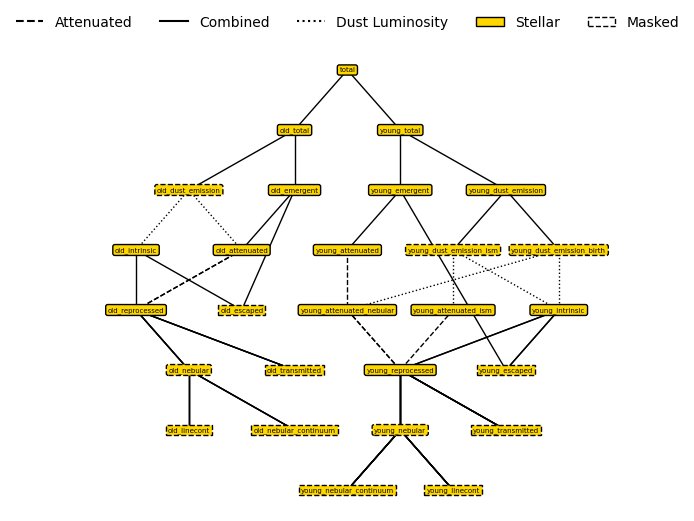 Attenuated Combined Dust Luminosity Stellar Masked
total
old_total young_total
old_dust_emission old_emergent young_emergent young_dust_emission
old_intrinsic old_attenuated young_attenuated young_dust_emission_ism young_dust_emission_birth
old_reprocessed old_escaped young_attenuated_nebular young_attenuated_ism young_intrinsic
old_nebular old_transmitted young_reprocessed young_escaped
old_linecont old_nebular_continuum young_nebular young_transmitted
young_nebular_continuum young_linecont